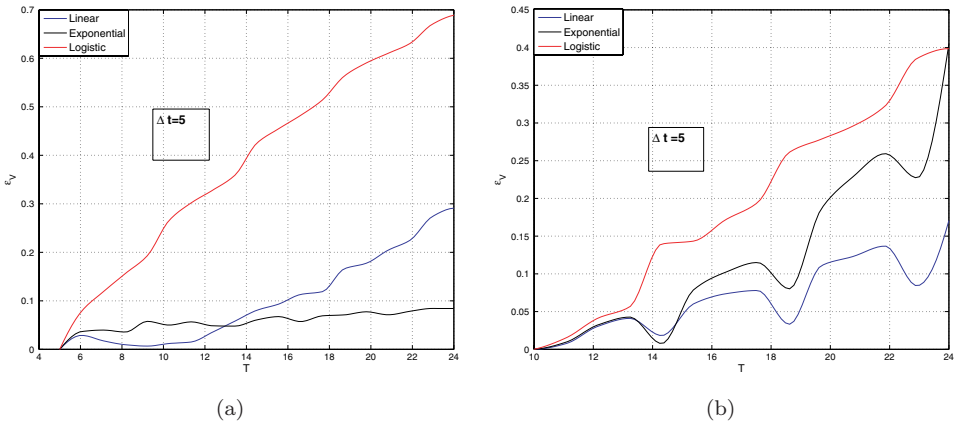 Linear
Exponential
Logistic
Δ t=5
0.7
0.6
0.5
0.4
0.3
0.2
0.1
0
4
6
8
10
12
14
16
18
20
22
24
T
εV
(a)
Linear
Exponential
Logistic
Δ t =5
0.45
0.4
0.35
0.3
0.25
0.2
0.15
0.1
0.05
0
10
12
14
16
18
20
22
24
T
εV
(b)